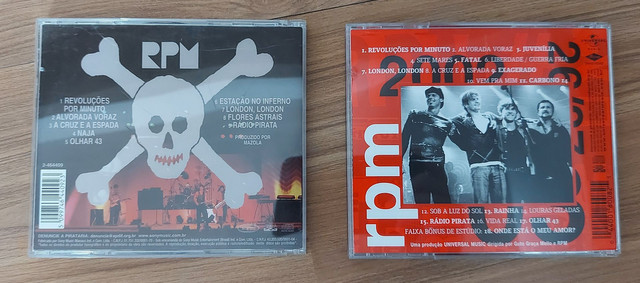 RPM
1 REVOLUÇÕES
POR MINUTO
2 ALVORADA VORAZ
3 A CRUZ E A ESPADA
4 NAJA
5 OLHAR 43
6 ESTAÇÃO NO INFERNO
7 LONDON, LONDON
8 FLORES ASTRAIS
9 RÁDIO PIRATA
PRODUZIDO POR
MAZOLA
rpm
1. REVOLUÇÕES POR MINUTO 2. ALVORADA VORAZ 3. JUVENÍLIA
4. SETE MARES 5. FATAL 6. LIBERDADE / GUERRA FRIA
7. LONDON, LONDON 8. A CRUZ E A ESPADA 9. EXAGERADO
10. VEM PRA MIM 11. CARBONO 14
12. SOB A LUZ DO SOL 13. RAINHA 14. LOURAS GELADAS
15. RÁDIO PIRATA 16. VIDA REAL 17. OLHAR 43
FAIXA BÔNUS DE ESTÚDIO: 18. ONDE ESTÁ O MEU AMOR?
Uma produção UNIVERSAL MUSIC dirigida por Guto Graça Mello e RPM